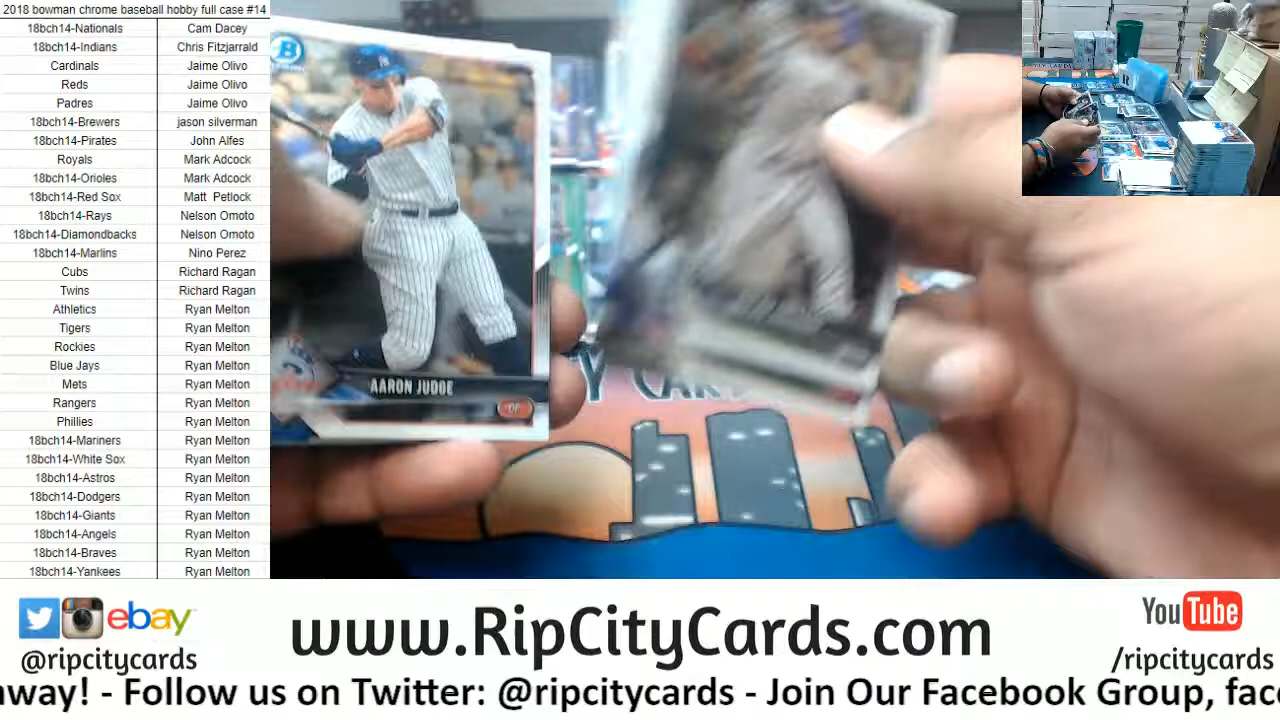 2018 bowman chrome baseball hobby full case #14
18bch14-Nationals Cam Dacey
18bch14-Indians Chris Fitzjarrald
Cardinals Jaime Olivo
Reds Jaime Olivo
Padres Jaime Olivo
18bch14-Brewers jason silverman
18bch14-Pirates John Alfes
Royals Mark Adcock
18bch14-Orioles Mark Adcock
18bch14-Red Sox Matt Petlock
18bch14-Rays Nelson Omoto
18bch14-Diamondbacks Nelson Omoto
18bch14-Marlins Nino Perez
Cubs Richard Ragan
Twins Richard Ragan
Athletics Ryan Melton
Tigers Ryan Melton
Rockies Ryan Melton
Blue Jays Ryan Melton
Mets Ryan Melton
Rangers Ryan Melton
Phillies Ryan Melton
18bch14-Mariners Ryan Melton
18bch14-White Sox Ryan Melton
18bch14-Astros Ryan Melton
18bch14-Dodgers Ryan Melton
18bch14-Giants Ryan Melton
18bch14-Angels Ryan Melton
18bch14-Braves Ryan Melton
18bch14-Yankees Ryan Melton
B
AARON JUDGE
OF
ebay
@ripcitycards
www.RipCityCards.com
YouTube
/ripcitycards
away! - Follow us on Twitter: @ripcitycards - Join Our Facebook Group, face